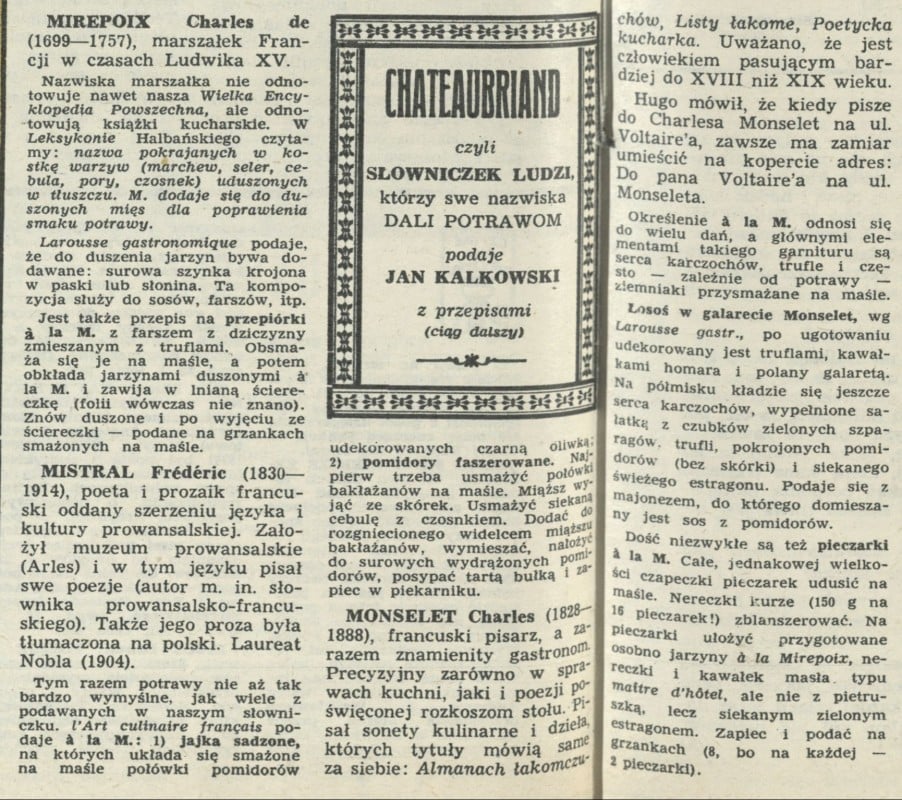 MIREPOIX Charles de
(1699—1757), marszałek Fran-
cji w czasach Ludwika XV.
Nazwiska marszałka nie odno-
towuje nawet nasza Wielka Ency-
klopedia Powszechna, ale odno-
towują książki kucharskie. W
Leksykonie Halbańskiego czyta-
my: nazwa pokrajanych w ko-
stkę warzyw (marchew, seler, ce-
bula, pory, czosnek) uduszonych
w tłuszczu. M. dodaje się do du-
szonych mięs dla poprawienia
smaku potrawy.
Larousse gastronomique podaje,
że do duszenia jarzyn bywa do-
dawane: surowa szynka krojona
w paski lub słonina. Ta kompo-
zycja służy do sosów, farszów, itp.
Jest także przepis na przepiórki
à la M. z farszem z dziczyzny
zmieszanym z truflami. Obsma-
ża się je na maśle, a potem
obkłada jarzynami duszonymi à
la M. i zawija w lnianą ściere-
czkę (folii wówczas nie znano).
Znów duszone i po wyjęciu ze
ściereczki — podane na grzankach
smażonych na maśle.
MISTRAL Frédéric (1830—
1914), poeta i prozaik francu-
ski oddany szerzeniu języka i
kultury prowansalskiej. Zało-
żył muzeum prowansalskie
(Arles) i w tym języku pisał
swe poezje (autor m. in. sło-
wnika prowansalsko-francu-
skiego). Także jego proza była
tłumaczona na polski. Laureat
Nobla (1904).
Tym razem potrawy nie aż tak
bardzo wymyślne, jak wiele z
podawanych w naszym słowni-
czku. l'Art culinaire français po-
daje à la M.: 1) jajka sadzone,
na których układa się smażone
na maśle połówki pomidorów
CHATEAUBRIAND
czyli
SŁOWNICZEK LUDZI,
którzy swe nazwiska
DALI POTRAWOM
podaje
JAN KALKOWSKI
z przepisami
(ciąg dalszy)
udekorowanych czarną oliwką;
2) pomidory faszerowane. Naj-
pierw trzeba usmażyć połówki
bakłażanów na maśle. Miąższ wy-
jąć ze skórek. Usmażyć siekaną
cebulę z czosnkiem. Dodać do
rozgniecionego widelcem miąższu
bakłażanów, wymieszać, nałożyć
do surowych wydrążonych pomi-
dorów, posypać tartą bułką i za-
piec w piekarniku.
MONSELET Charles (1828—
1888), francuski pisarz, a za-
razem znamienity gastronom.
Precyzyjny zarówno w spra-
wach kuchni, jaki i poezji po-
święconej rozkoszom stołu. Pi-
sał sonety kulinarne i dzieła,
których tytuły mówią same
za siebie: Almanach łakomczu-
chów, Listy łakome, Poetycka
kucharka. Uważano, że jest
człowiekiem pasującym bar-
dziej do XVIII niż XIX wieku.
Hugo mówił, że kiedy pisze
do Charlesa Monselet na ul.
Voltaire'a, zawsze ma zamiar
umieścić na kopercie adres:
Do pana Voltaire'a na ul.
Monseleta.
Określenie à la M. odnosi się
do wielu dań, a głównymi ele-
mentami takiego garnituru są
serca karczochów, trufle i czę-
sto — zależnie od potrawy —
ziemniaki przysmażane na maśle.
Łosoś w galarecie Monselet, wg
Larousse gastr., po ugotowaniu
udekorowany jest truflami, kawał-
kami homara i polany galaretą.
Na półmisku kładzie się jeszcze
serca karczochów, wypełnione sa-
łatką z czubków zielonych szpa-
ragów, trufli, pokrojonych pomi-
dorów (bez skórki) i siekanego
świeżego estragonu. Podaje się z
majonezem, do którego domiesza-
ny jest sos z pomidorów.
Dość niezwykłe są też pieczarki
à la M. Całe, jednakowej wielko-
ści czapeczki pieczarek udusić na
maśle. Nereczki kurze (150 g na
16 pieczarek!) zblanszerować. Na
pieczarki ułożyć przygotowane
osobno jarzyny à la Mirepoix, ne-
reczki i kawałek masła typu
maître d'hôtel, ale nie z pietru-
szką, lecz siekanym zielonym
estragonem. Zapiec i podać na
grzankach (8, bo na każdej —
2 pieczarki).